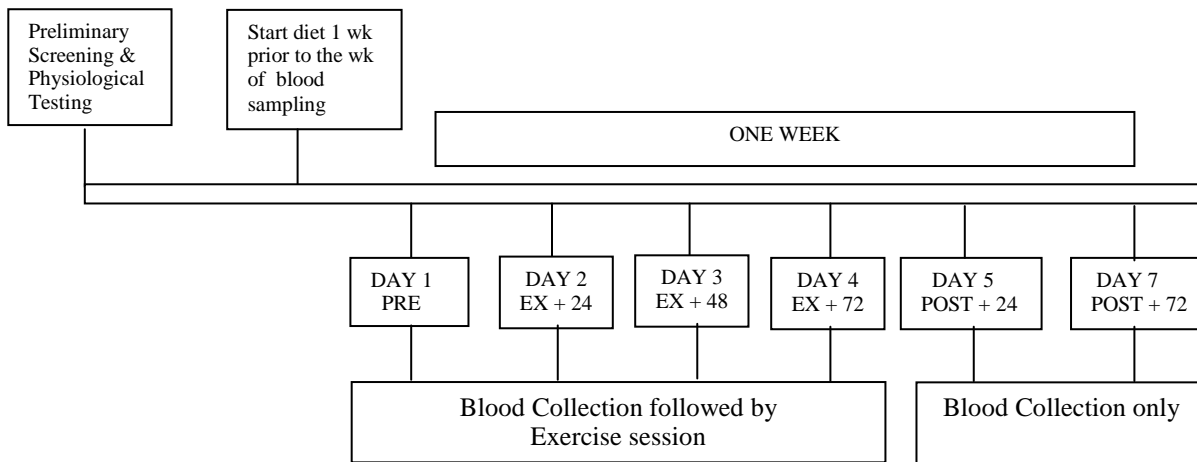 Preliminary
Screening &
Physiological
Testing
Start diet 1 wk
prior to the wk
of blood
sampling
ONE WEEK
DAY 1
PRE
DAY 2
EX + 24
DAY 3
EX + 48
DAY 4
EX + 72
DAY 5
POST + 24
DAY 7
POST + 72
Blood Collection followed by
Exercise session
Blood Collection only